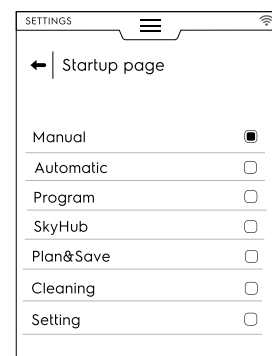 SETTINGS
Startup page
Manual
Automatic
Program
SkyHub
Plan&Save
Cleaning
Setting